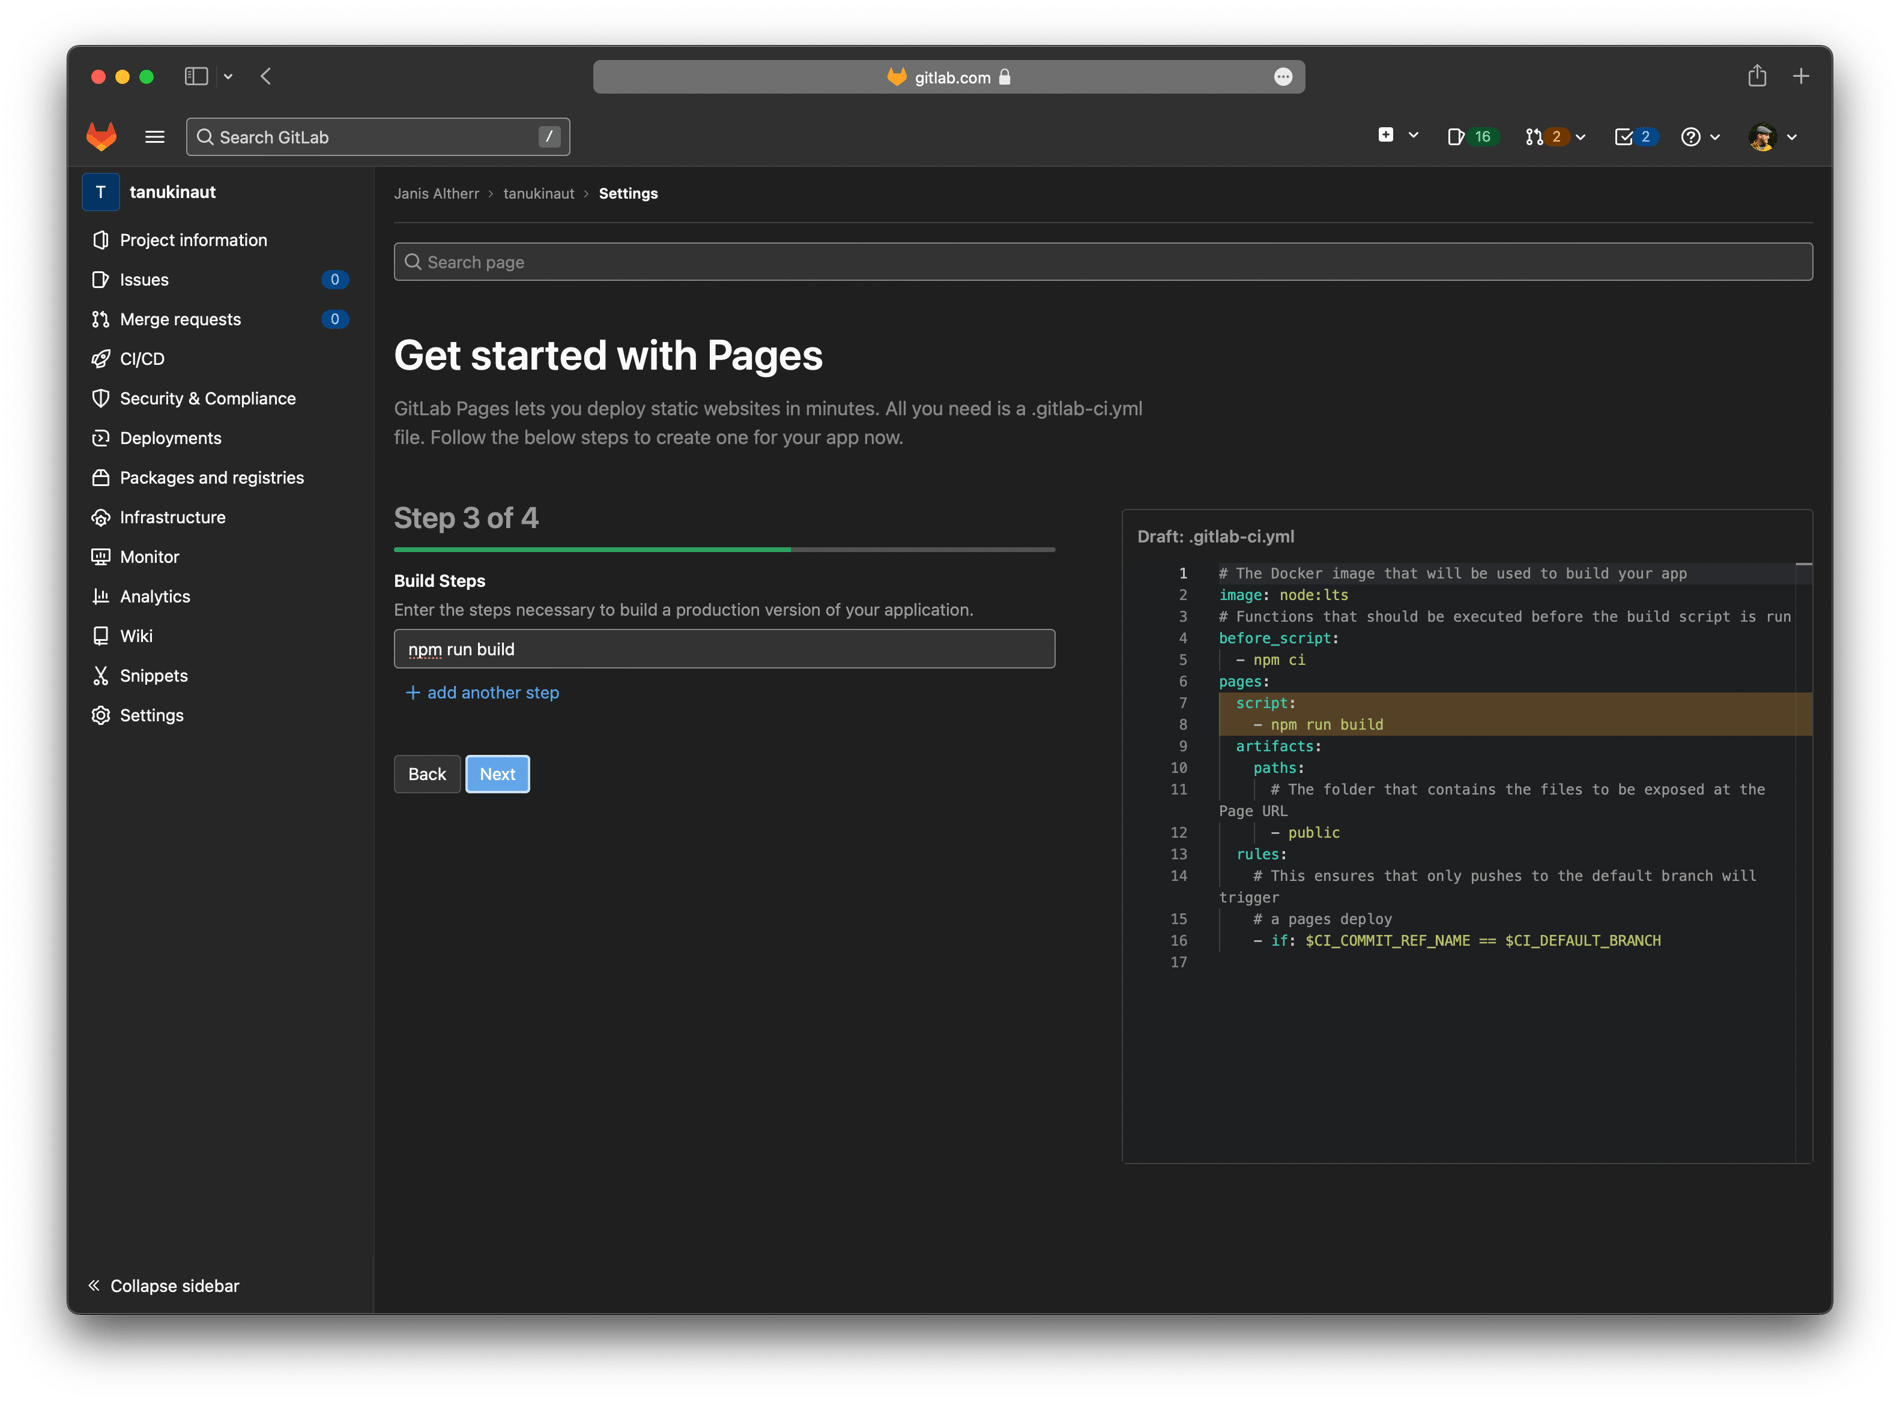 gitlab.com
Search GitLab /
16
2
2
T tanukinaut
Project information
Issues 0
Merge requests 0
CI/CD
Security & Compliance
Deployments
Packages and registries
Infrastructure
Monitor
Analytics
Wiki
Snippets
Settings
Collapse sidebar
Janis Altherr > tanukinaut > Settings
Search page
Get started with Pages
GitLab Pages lets you deploy static websites in minutes. All you need is a .gitlab-ci.yml
file. Follow the below steps to create one for your app now.
Step 3 of 4
Build Steps
Enter the steps necessary to build a production version of your application.
npm run build
+ add another step
Back Next
Draft: .gitlab-ci.yml
1 # The Docker image that will be used to build your app
2 image: node:lts
3 # Functions that should be executed before the build script is run
4 before_script:
5 - npm ci
6 pages:
7 script:
8 - npm run build
9 artifacts:
10 paths:
11 # The folder that contains the files to be exposed at the
Page URL
12 - public
13 rules:
14 # This ensures that only pushes to the default branch will
trigger
15 # a pages deploy
16 - if: $CI_COMMIT_REF_NAME == $CI_DEFAULT_BRANCH
17